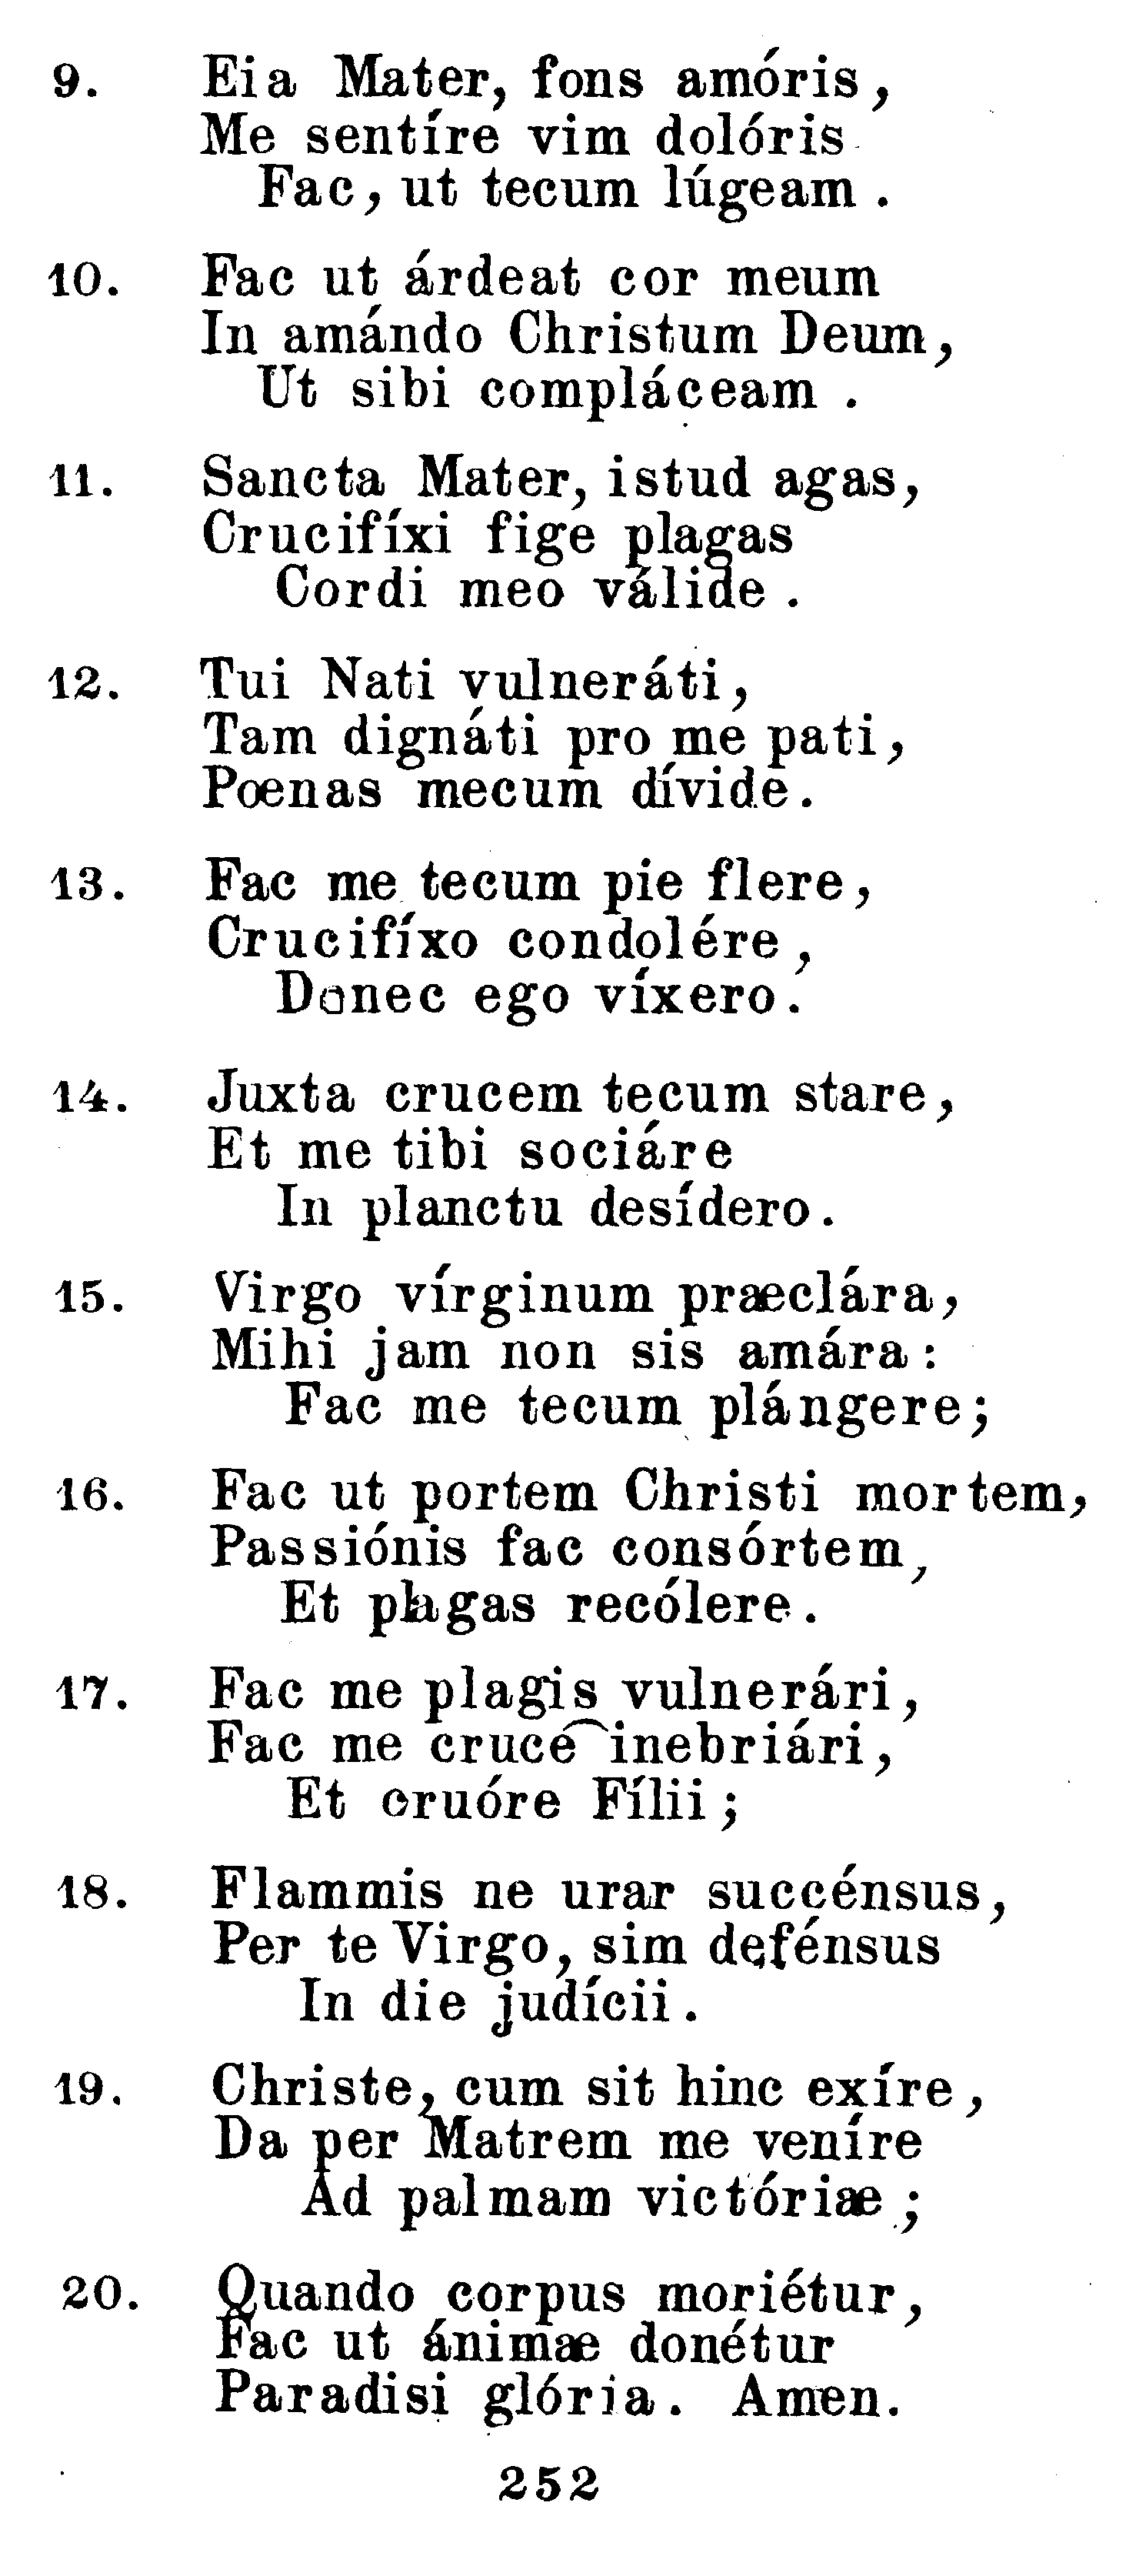 9. Eia Mater, fons amóris,
Me sentíre vim dolóris
Fac, ut tecum lúgeam.
10. Fac ut árdeat cor meum
In amándo Christum Deum,
Ut sibi compláceam.
11. Sancta Mater, istud agas,
Crucifíxi fige plagas
Cordi meo válide.
12. Tui Nati vulneráti,
Tam dignáti pro me pati,
Pœnas mecum dívide.
13. Fac me tecum pie flere,
Crucifíxo condolére,
Donec ego víxero.
14. Juxta crucem tecum stare,
Et me tibi sociáre
In planctu desídero.
15. Virgo vírginum præclára,
Mihi jam non sis amára:
Fac me tecum plángere;
16. Fac ut portem Christi mortem,
Passiónis fac consórtem,
Et plagas recólere.
17. Fac me plagis vulnerári,
Fac me crucé͡ inebriári,
Et cruóre Fílii;
18. Flammis ne urar succénsus,
Per te Virgo, sim defénsus
In die judícii.
19. Christe, cum sit hinc exíre,
Da per Matrem me veníre
Ad palmam victóriæ;
20. Quando corpus moriétur,
Fac ut ánimæ donétur
Paradisi glória. Amen.
252